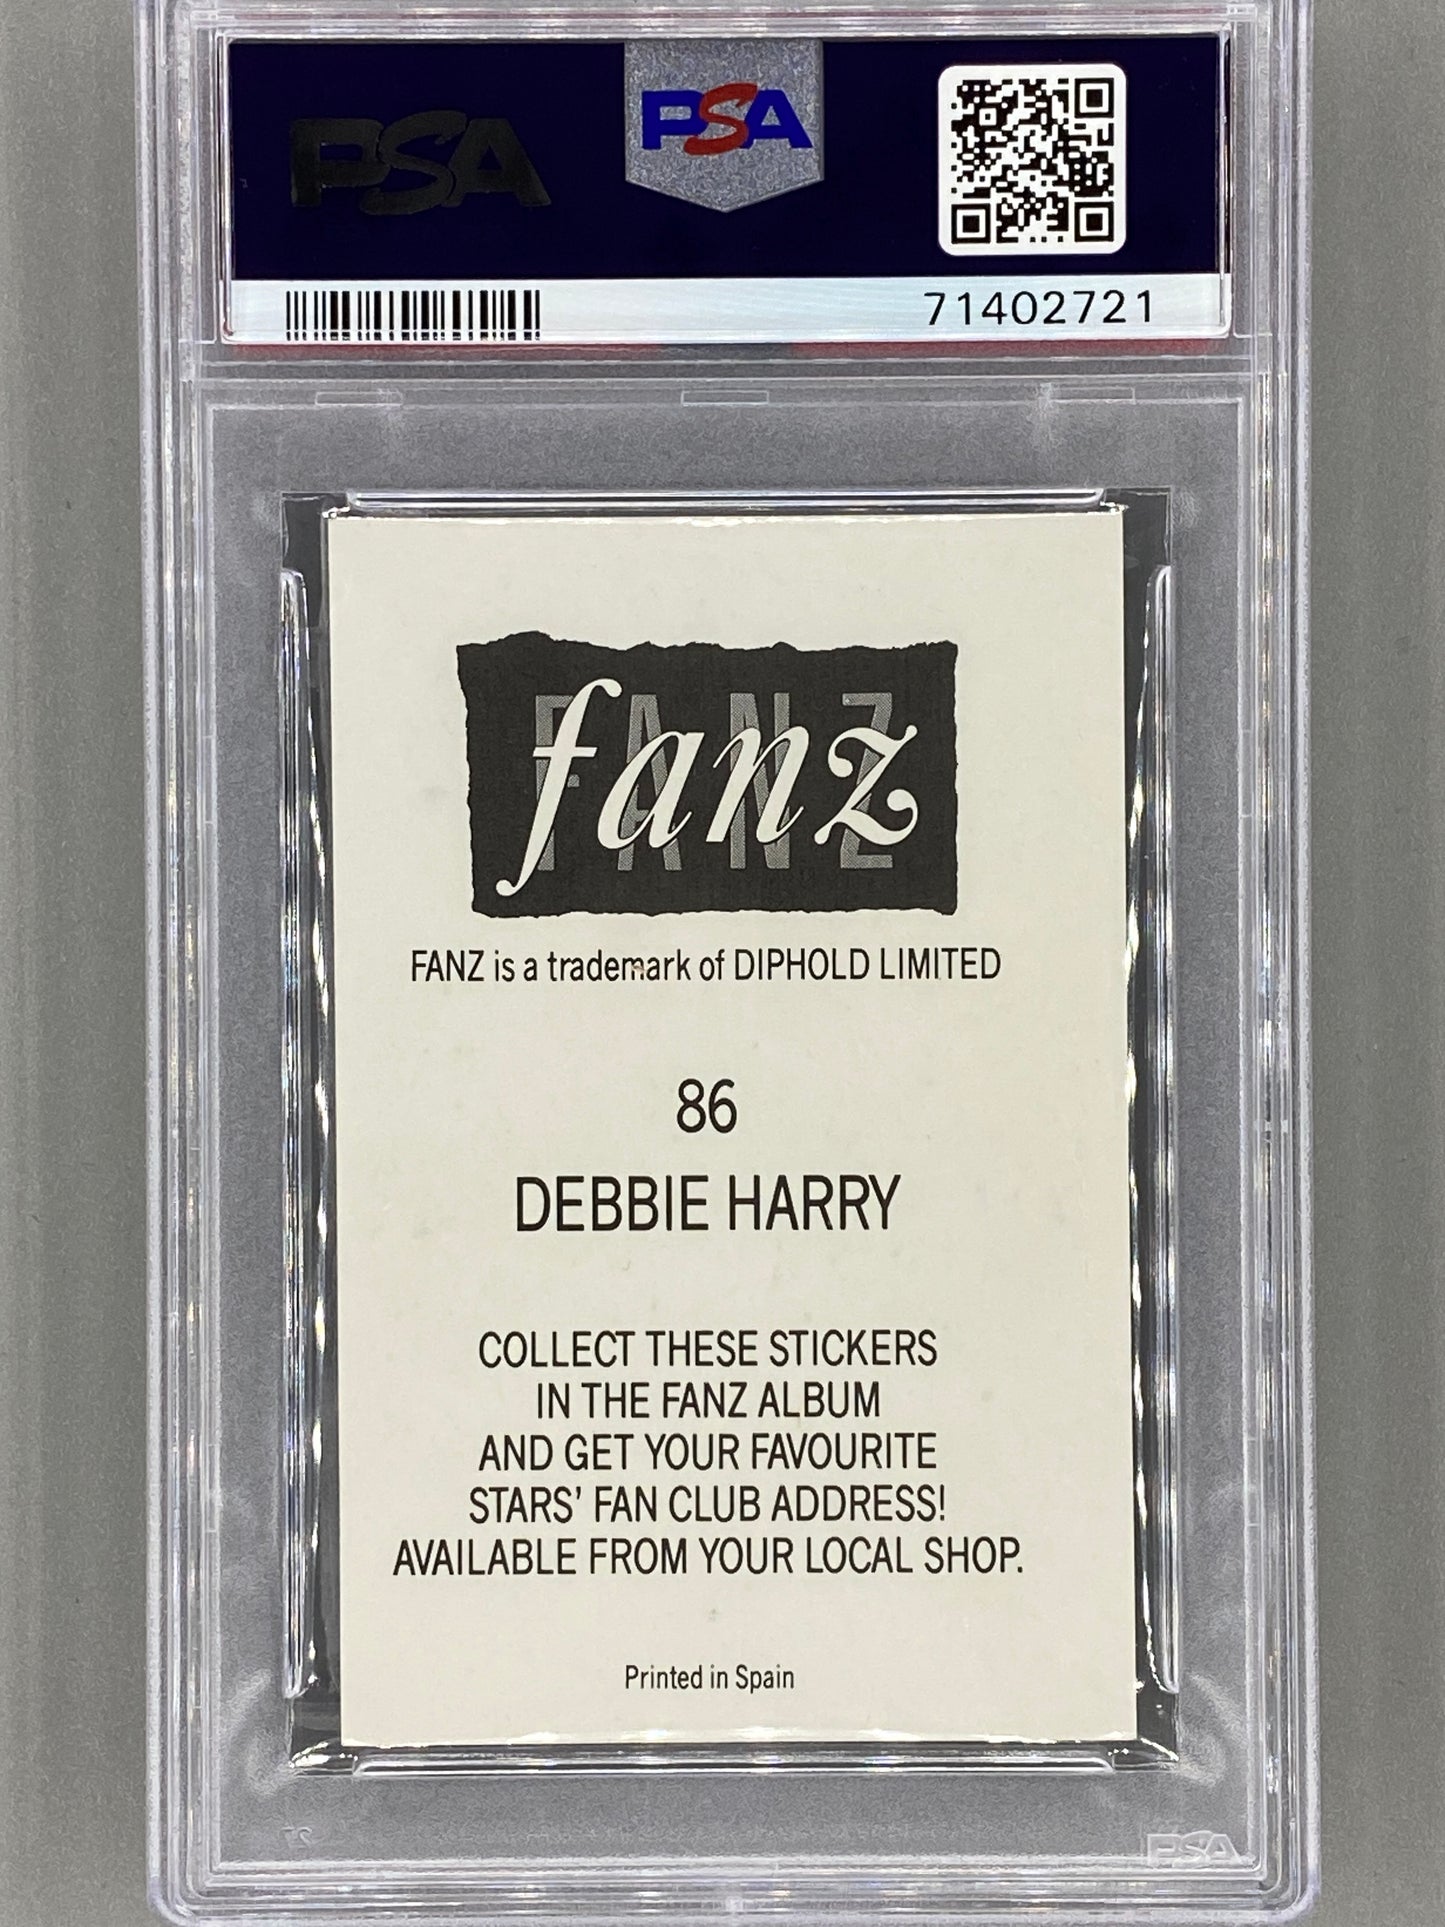 PSA
PSA
71402721
FANZ
fanz
FANZ
FANZ is a trademark of DIPHOLD LIMITED
86
DEBBIE HARRY
COLLECT THESE STICKERS
IN THE FANZ ALBUM
AND GET YOUR FAVOURITE
STARS’ FAN CLUB ADDRESS!
AVAILABLE FROM YOUR LOCAL SHOP.
Printed in Spain
PSA